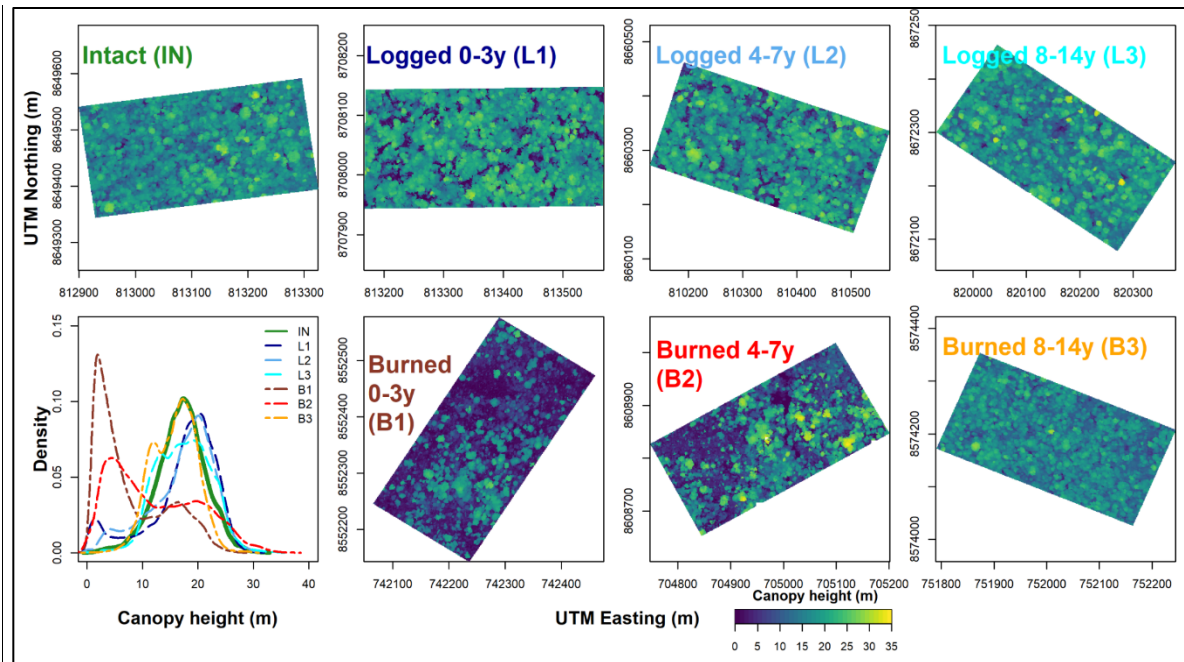 Intact (IN)
Logged 0-3y (L1)
Logged 4-7y (L2)
Logged 8-14y (L3)
UTM Northing (m)
8649600
8649500
8649400
8649300
812900 813000 813100 813200 813300
8708200
8708100
8708000
8707900
813200 813300 813400 813500
8660500
8660300
8660100
810200 810300 810400 810500
867250
8672300
8672100
820000 820100 820200 820300
0.15
0.10
0.05
0.00
Density
IN
L1
L2
L3
B1
B2
B3
0 10 20 30 40
Canopy height (m)
Burned
0-3y
(B1)
8552500
8552400
8552300
8552200
742100 742200 742300 742400
Burned 4-7y
(B2)
8608900
8608700
704800 704900 705000 705100 705200
Burned 8-14y (B3)
8574400
8574200
8574000
751800 751900 752000 752100 752200
UTM Easting (m)
Canopy height (m)
0 5 10 15 20 25 30 35